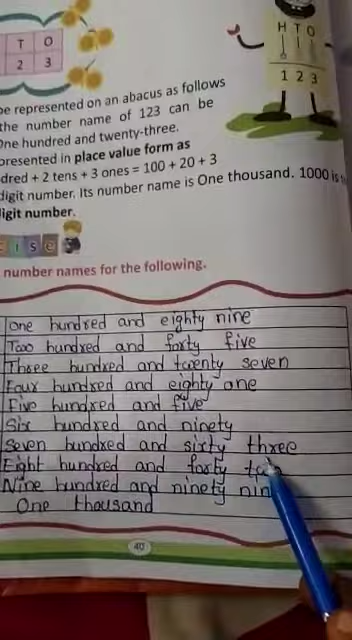 H T O
T O
2 3
1 2 3
be represented on an abacus as follows
the number name of 123 can be
One hundred and twenty-three.
presented in place value form as
dred + 2 tens + 3 ones = 100 + 20 + 3
digit number. Its number name is One thousand. 1000 is
digit number.
c i s e
number names for the following.
One hundred and eighty nine
Two hundred and forty five
Three hundred and twenty seven
Four hundred and eighty one
Five hundred and five
Six hundred and ninety
Seven hundred and sixty three
Eight hundred and forty
Nine hundred and ninety nin
One thousand
40